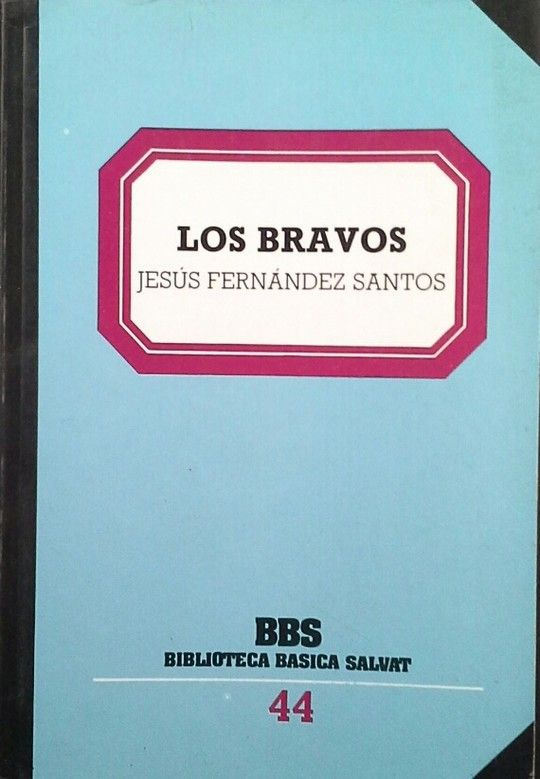 LOS BRAVOS
JESÚS FERNÁNDEZ SANTOS
BBS
BIBLIOTECA BASICA SALVAT
44